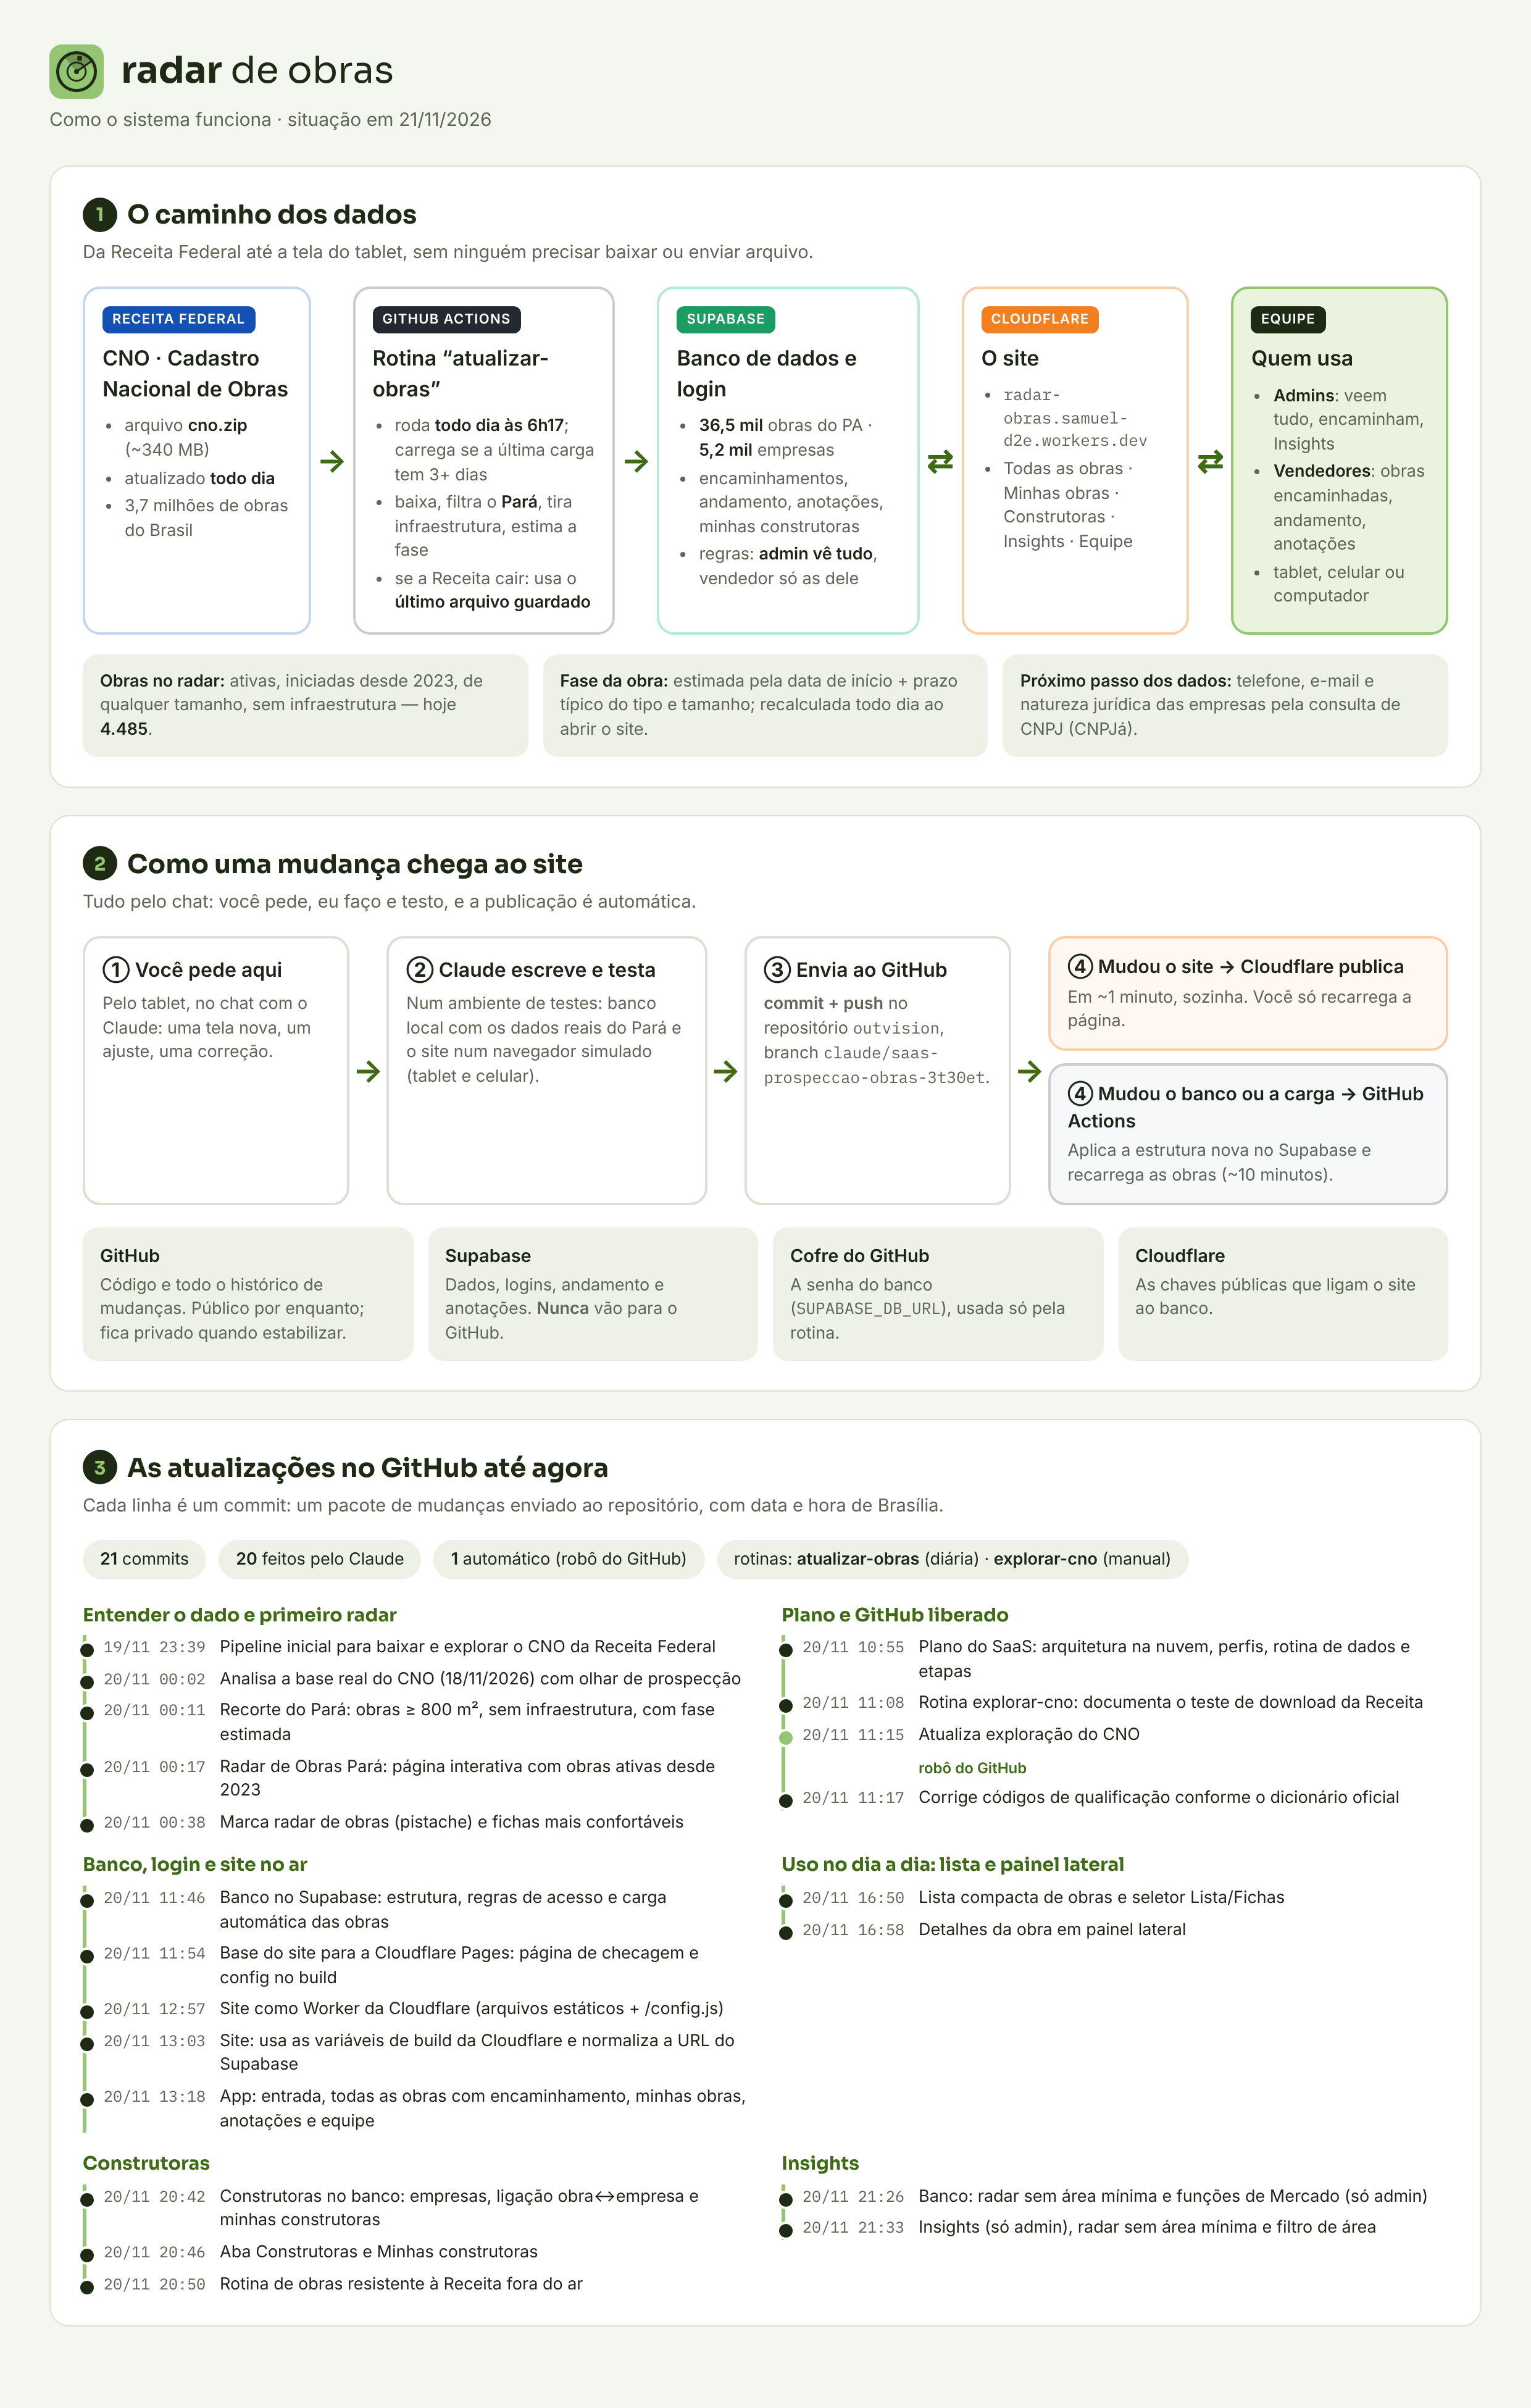 radar de obras
Como o sistema funciona · situação em 21/11/2026
1 O caminho dos dados
Da Receita Federal até a tela do tablet, sem ninguém precisar baixar ou enviar arquivo.
RECEITA FEDERAL
CNO · Cadastro
Nacional de Obras
• arquivo cno.zip
(~340 MB)
• atualizado todo dia
• 3,7 milhões de obras
do Brasil
→
GITHUB ACTIONS
Rotina “atualizar-
obras”
• roda todo dia às 6h17;
carrega se a última carga
tem 3+ dias
• baixa, filtra o Pará, tira
infraestrutura, estima a
fase
• se a Receita cair: usa o
último arquivo guardado
→
SUPABASE
Banco de dados e
login
• 36,5 mil obras do PA ·
5,2 mil empresas
• encaminhamentos,
andamento, anotações,
minhas construtoras
• regras: admin vê tudo,
vendedor só as dele
⇄
CLOUDFLARE
O site
• radar-
obras.samuel-
d2e.workers.dev
• Todas as obras ·
Minhas obras ·
Construtoras ·
Insights · Equipe
⇄
EQUIPE
Quem usa
• Admins: veem
tudo, encaminham,
Insights
• Vendedores: obras
encaminhadas,
andamento,
anotações
• tablet, celular ou
computador
Obras no radar: ativas, iniciadas desde 2023, de
qualquer tamanho, sem infraestrutura — hoje
4.485.
Fase da obra: estimada pela data de início + prazo
típico do tipo e tamanho; recalculada todo dia ao
abrir o site.
Próximo passo dos dados: telefone, e-mail e
natureza jurídica das empresas pela consulta de
CNPJ (CNPJá).
2 Como uma mudança chega ao site
Tudo pelo chat: você pede, eu faço e testo, e a publicação é automática.
① Você pede aqui
Pelo tablet, no chat com o
Claude: uma tela nova, um
ajuste, uma correção.
→
② Claude escreve e testa
Num ambiente de testes: banco
local com os dados reais do Pará e
o site num navegador simulado
(tablet e celular).
→
③ Envia ao GitHub
commit + push no
repositório outvision,
branch claude/saas-
prospeccao-obras-3t30et.
→
④ Mudou o site → Cloudflare publica
Em ~1 minuto, sozinha. Você só recarrega a
página.
④ Mudou o banco ou a carga → GitHub
Actions
Aplica a estrutura nova no Supabase e
recarrega as obras (~10 minutos).
GitHub
Código e todo o histórico de
mudanças. Público por enquanto;
fica privado quando estabilizar.
Supabase
Dados, logins, andamento e
anotações. Nunca vão para o
GitHub.
Cofre do GitHub
A senha do banco
(SUPABASE_DB_URL), usada só pela
rotina.
Cloudflare
As chaves públicas que ligam o site
ao banco.
3 As atualizações no GitHub até agora
Cada linha é um commit: um pacote de mudanças enviado ao repositório, com data e hora de Brasília.
21 commits
20 feitos pelo Claude
1 automático (robô do GitHub)
rotinas: atualizar-obras (diária) · explorar-cno (manual)
Entender o dado e primeiro radar
19/11 23:39 Pipeline inicial para baixar e explorar o CNO da Receita Federal
20/11 00:02 Analisa a base real do CNO (18/11/2026) com olhar de prospecção
20/11 00:11 Recorte do Pará: obras ≥ 800 m², sem infraestrutura, com fase
estimada
20/11 00:17 Radar de Obras Pará: página interativa com obras ativas desde
2023
20/11 00:38 Marca radar de obras (pistache) e fichas mais confortáveis
Plano e GitHub liberado
20/11 10:55 Plano do SaaS: arquitetura na nuvem, perfis, rotina de dados e
etapas
20/11 11:08 Rotina explorar-cno: documenta o teste de download da Receita
20/11 11:15 Atualiza exploração do CNO
robô do GitHub
20/11 11:17 Corrige códigos de qualificação conforme o dicionário oficial
Banco, login e site no ar
20/11 11:46 Banco no Supabase: estrutura, regras de acesso e carga
automática das obras
20/11 11:54 Base do site para a Cloudflare Pages: página de checagem e
config no build
20/11 12:57 Site como Worker da Cloudflare (arquivos estáticos + /config.js)
20/11 13:03 Site: usa as variáveis de build da Cloudflare e normaliza a URL do
Supabase
20/11 13:18 App: entrada, todas as obras com encaminhamento, minhas obras,
anotações e equipe
Uso no dia a dia: lista e painel lateral
20/11 16:50 Lista compacta de obras e seletor Lista/Fichas
20/11 16:58 Detalhes da obra em painel lateral
Construtoras
20/11 20:42 Construtoras no banco: empresas, ligação obra↔empresa e
minhas construtoras
20/11 20:46 Aba Construtoras e Minhas construtoras
20/11 20:50 Rotina de obras resistente à Receita fora do ar
Insights
20/11 21:26 Banco: radar sem área mínima e funções de Mercado (só admin)
20/11 21:33 Insights (só admin), radar sem área mínima e filtro de área